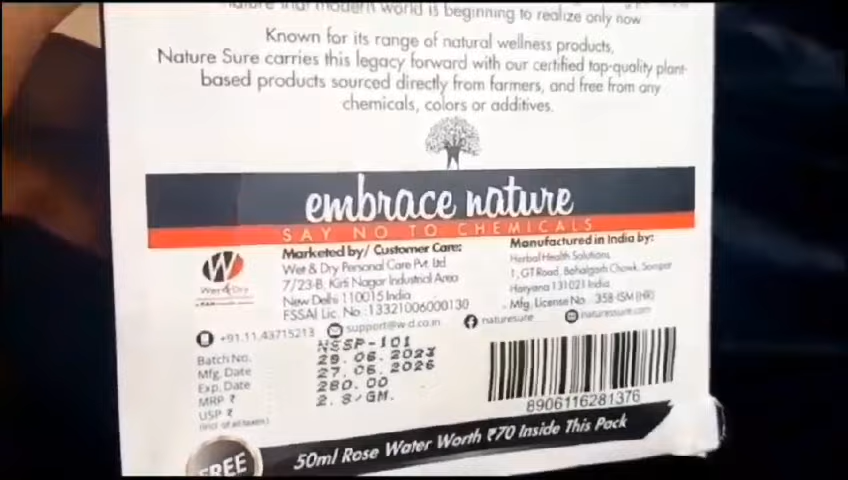 nature that modern world is beginning to realize only now
Known for its range of natural wellness products,
Nature Sure carries this legacy forward with our certified top-quality plant-
based products sourced directly from farmers, and free from any
chemicals, colors or additives.
embrace nature
SAY NO TO CHEMICALS
Marketed by/ Customer Care:
Wet & Dry Personal Care Pvt. Ltd
7/23-B, Kirti Nagar Industrial Area
New Delhi 110015 India
FSSAI Lic. No.:13321006000130
Manufactured in India by:
Herbal Health Solutions
1, GT Road, Bahalgarh Chowk, Sonipat
Haryana 131021 India
Mfg. License No. 358-ISM (HR)
W
Wet & Dry
+91.11.43715213
support@w-d.co.in
naturesure
naturessure.com
Batch No. NSSP-101
Mfg. Date 29.06.2023
Exp. Date 27.06.2026
MRP ₹ 280.00
USP ₹ 2.8/GM.
(incl of all taxes)
8906116281376
FREE
50ml Rose Water Worth ₹70 Inside This Pack